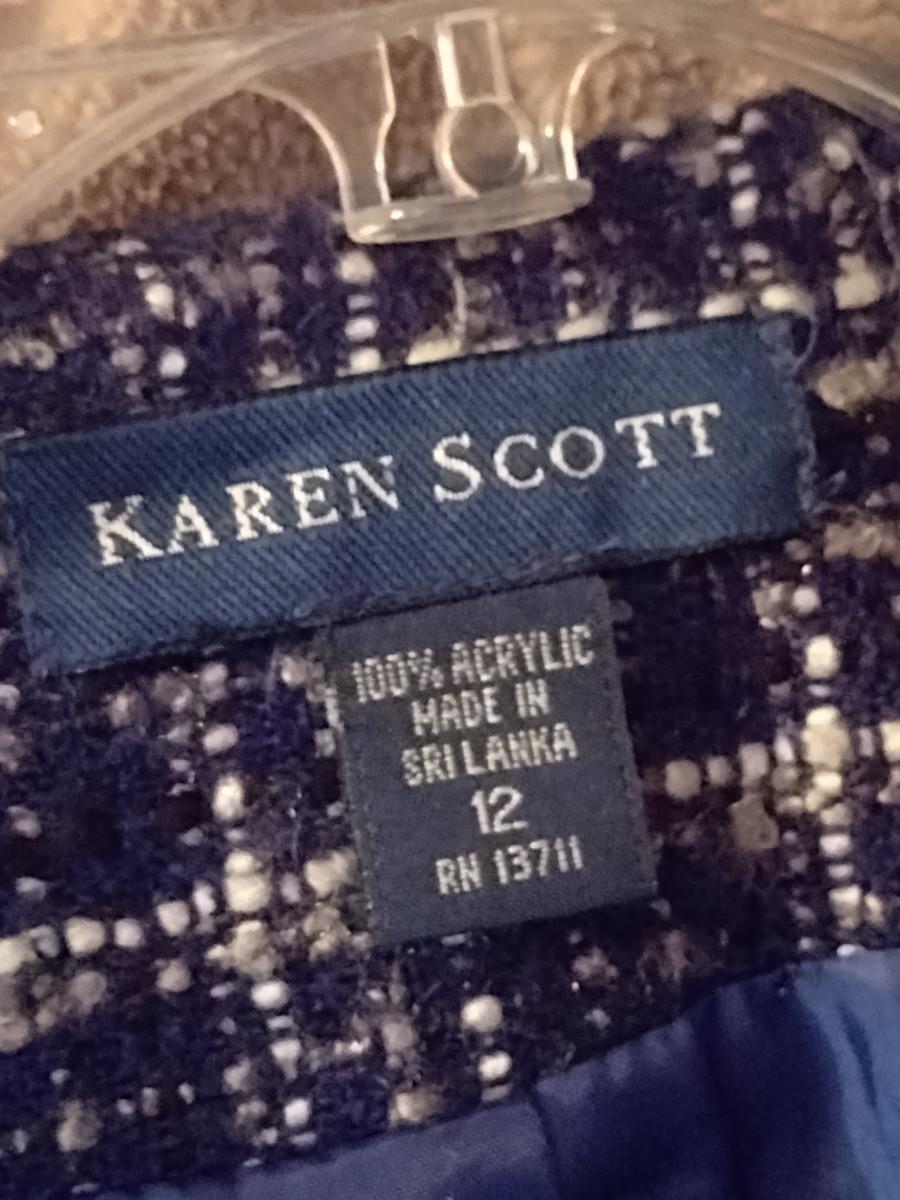 KAREN SCOTT
100% ACRYLIC
MADE IN
SRI LANKA
12
RN 13711